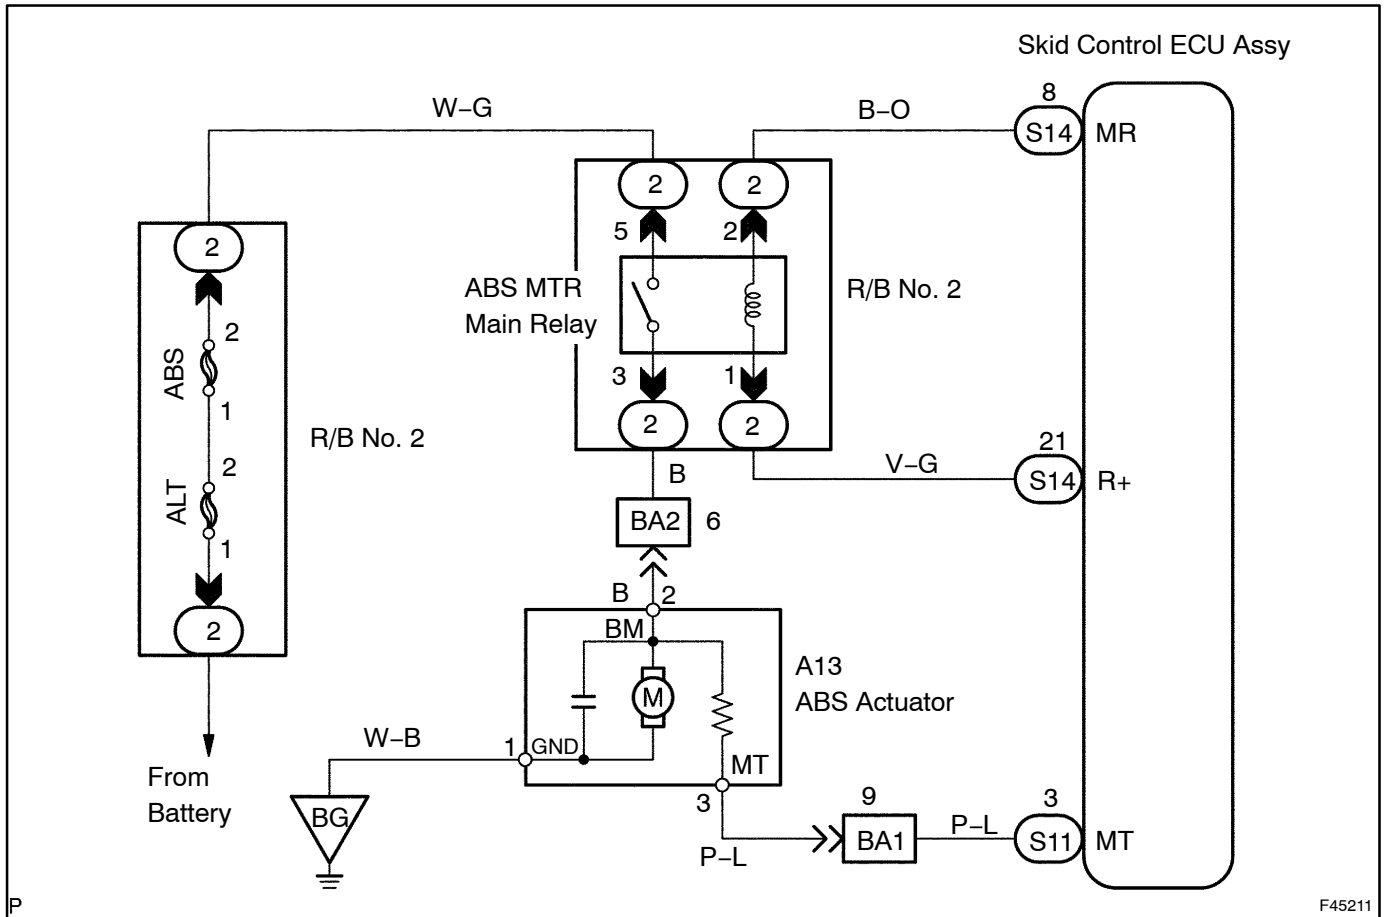 Skid Control ECU Assy
W–G
B–O
8
S14
MR
2
2
5
2
2
ABS MTR
Main Relay
R/B No. 2
2
ABS
1
3
1
2
2
R/B No. 2
2
ALT
1
B
V–G
21
S14
R+
BA2
6
2
B
2
BM
A13
ABS Actuator
M
W–B
1
GND
MT
From
Battery
BG
3
P–L
9
BA1
P–L
3
S11
MT
P
F45211